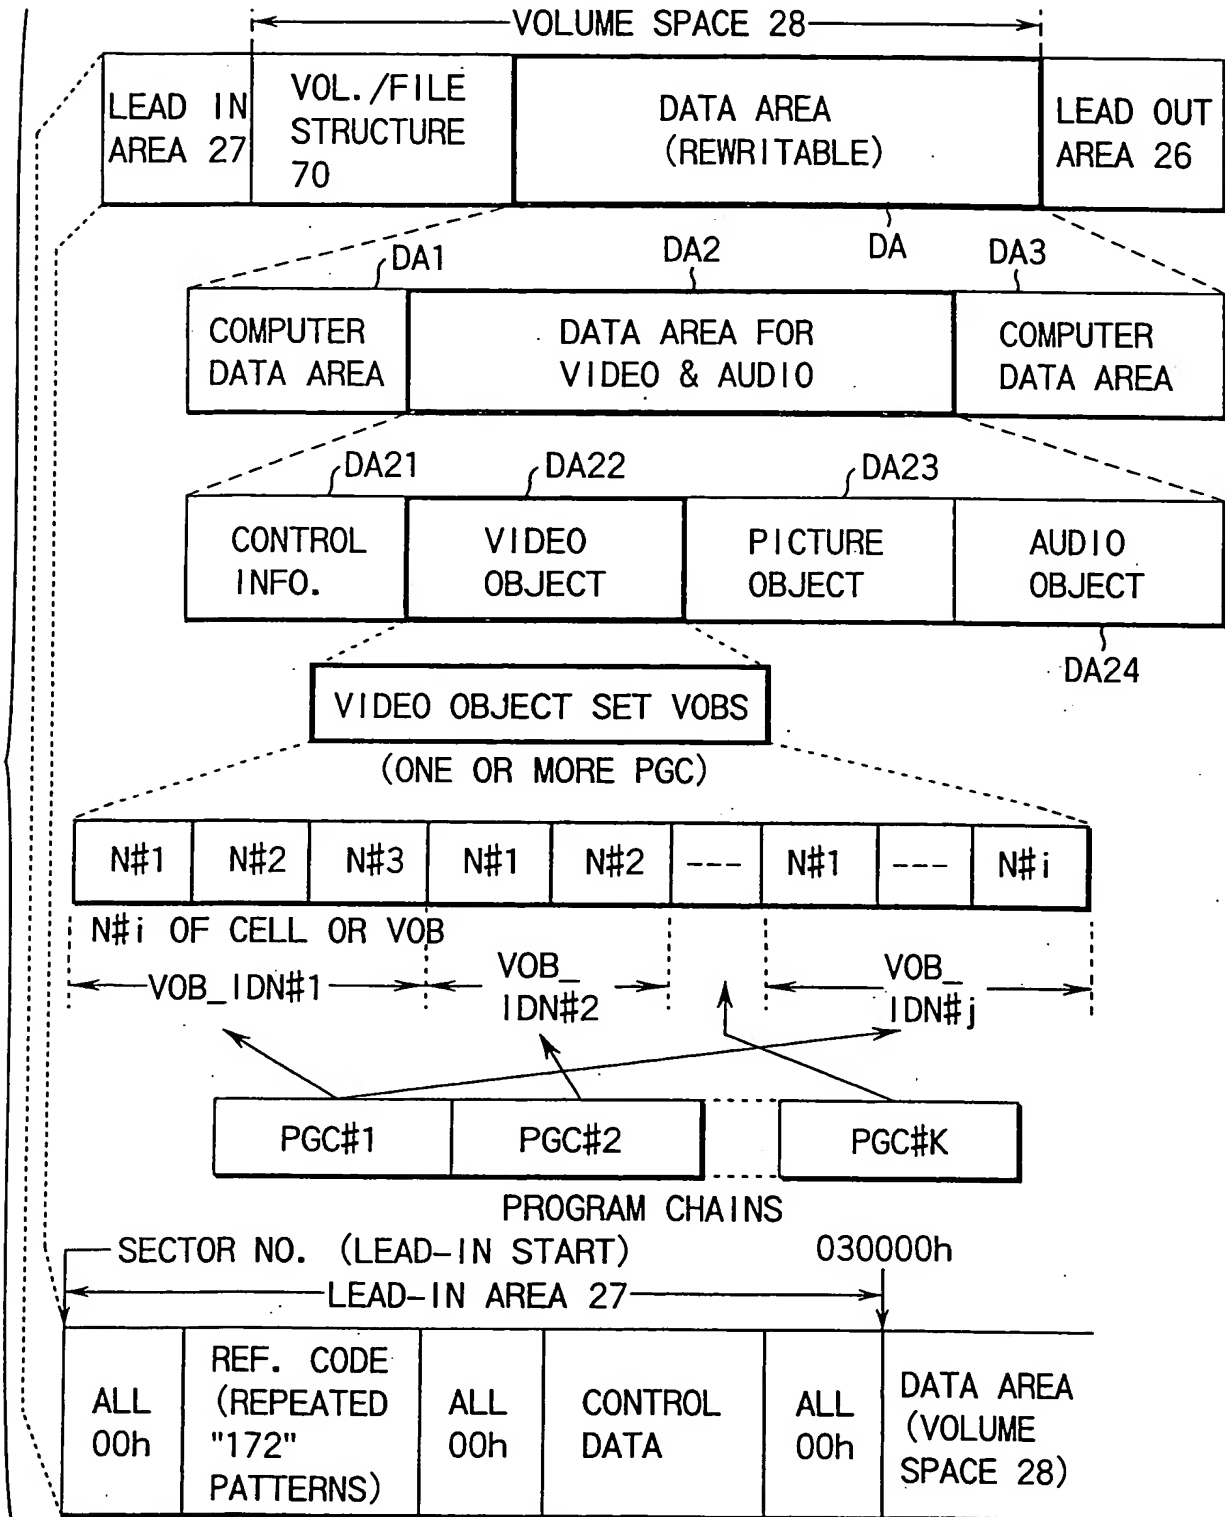 VOLUME SPACE 28
LEAD IN
AREA 27
VOL./FILE
STRUCTURE
70
DATA AREA
(REWRITABLE)
LEAD OUT
AREA 26
DA
DA1
DA2
DA3
COMPUTER
DATA AREA
DATA AREA FOR
VIDEO & AUDIO
COMPUTER
DATA AREA
DA21
DA22
DA23
CONTROL
INFO.
VIDEO
OBJECT
PICTURE
OBJECT
AUDIO
OBJECT
DA24
VIDEO OBJECT SET VOBS
(ONE OR MORE PGC)
N#1 N#2 N#3 N#1 N#2 --- N#1 --- N#i
N#i OF CELL OR VOB
VOB_IDN#1
VOB_
IDN#2
VOB_
IDN#j
PGC#1 PGC#2 PGC#K
PROGRAM CHAINS
SECTOR NO. (LEAD-IN START)
030000h
LEAD-IN AREA 27
ALL
00h
REF. CODE
(REPEATED
"172"
PATTERNS)
ALL
00h
CONTROL
DATA
ALL
00h
DATA AREA
(VOLUME
SPACE 28)